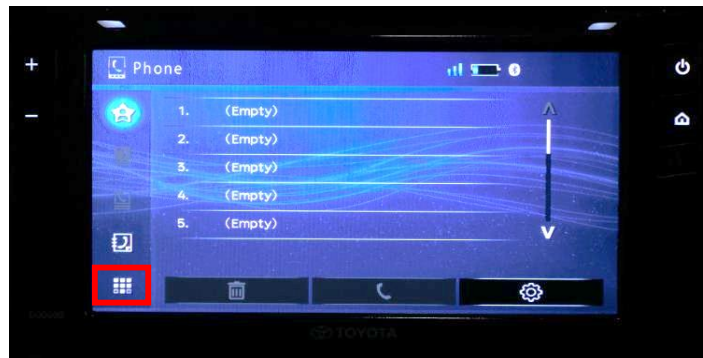 Phone
1. (Empty)
2. (Empty)
3. (Empty)
4. (Empty)
5. (Empty)
TOYOTA